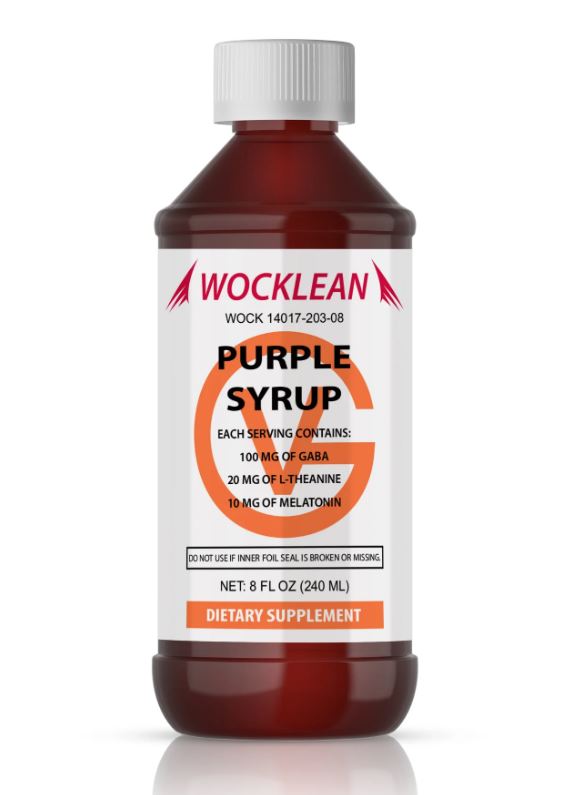 WOCKLEAN
WOCK 14017-203-08
PURPLE
SYRUP
EACH SERVING CONTAINS:
100 MG OF GABA
20 MG OF L-THEANINE
10 MG OF MELATONIN
DO NOT USE IF INNER FOIL SEAL IS BROKEN OR MISSING.
NET: 8 FL OZ (240 ML)
DIETARY SUPPLEMENT